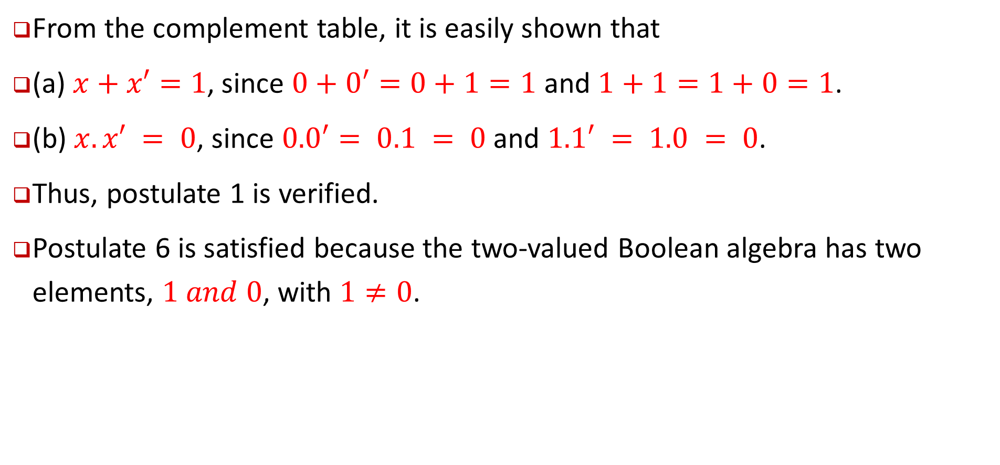 ❑From the complement table, it is easily shown that
❑(a) x + x′ = 1, since 0 + 0′ = 0 + 1 = 1 and 1 + 1 = 1 + 0 = 1.
❑(b) x. x′ = 0, since 0.0′ = 0.1 = 0 and 1.1′ = 1.0 = 0.
❑Thus, postulate 1 is verified.
❑Postulate 6 is satisfied because the two-valued Boolean algebra has two
elements, 1 and 0, with 1 ≠ 0.